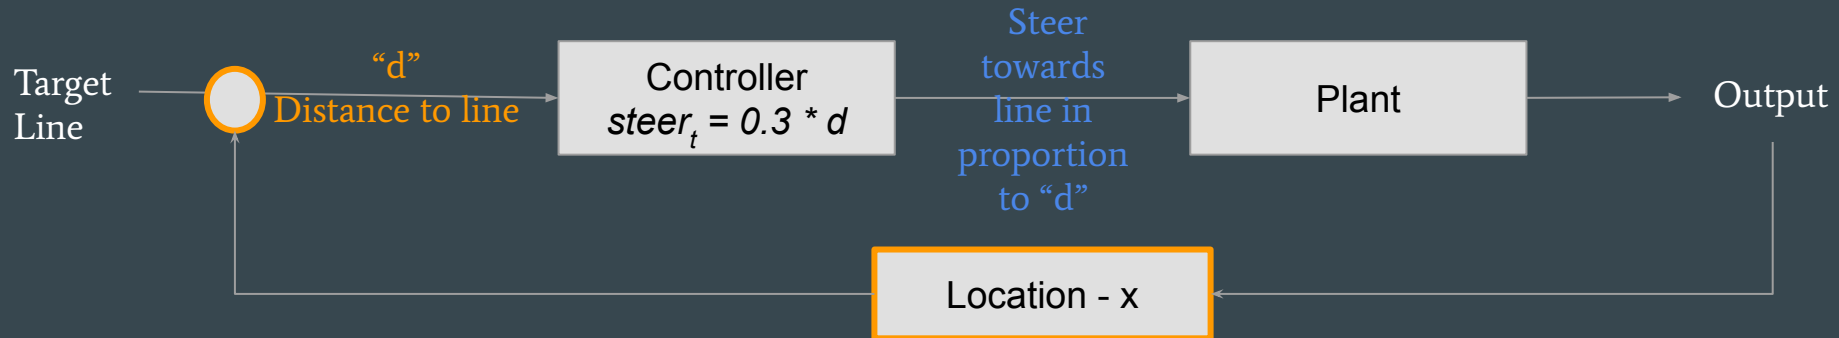 Target
Line
“d”
Distance to line
Controller
steerₜ = 0.3 * d
Steer
towards
line in
proportion
to “d”
Plant
Output
Location - x